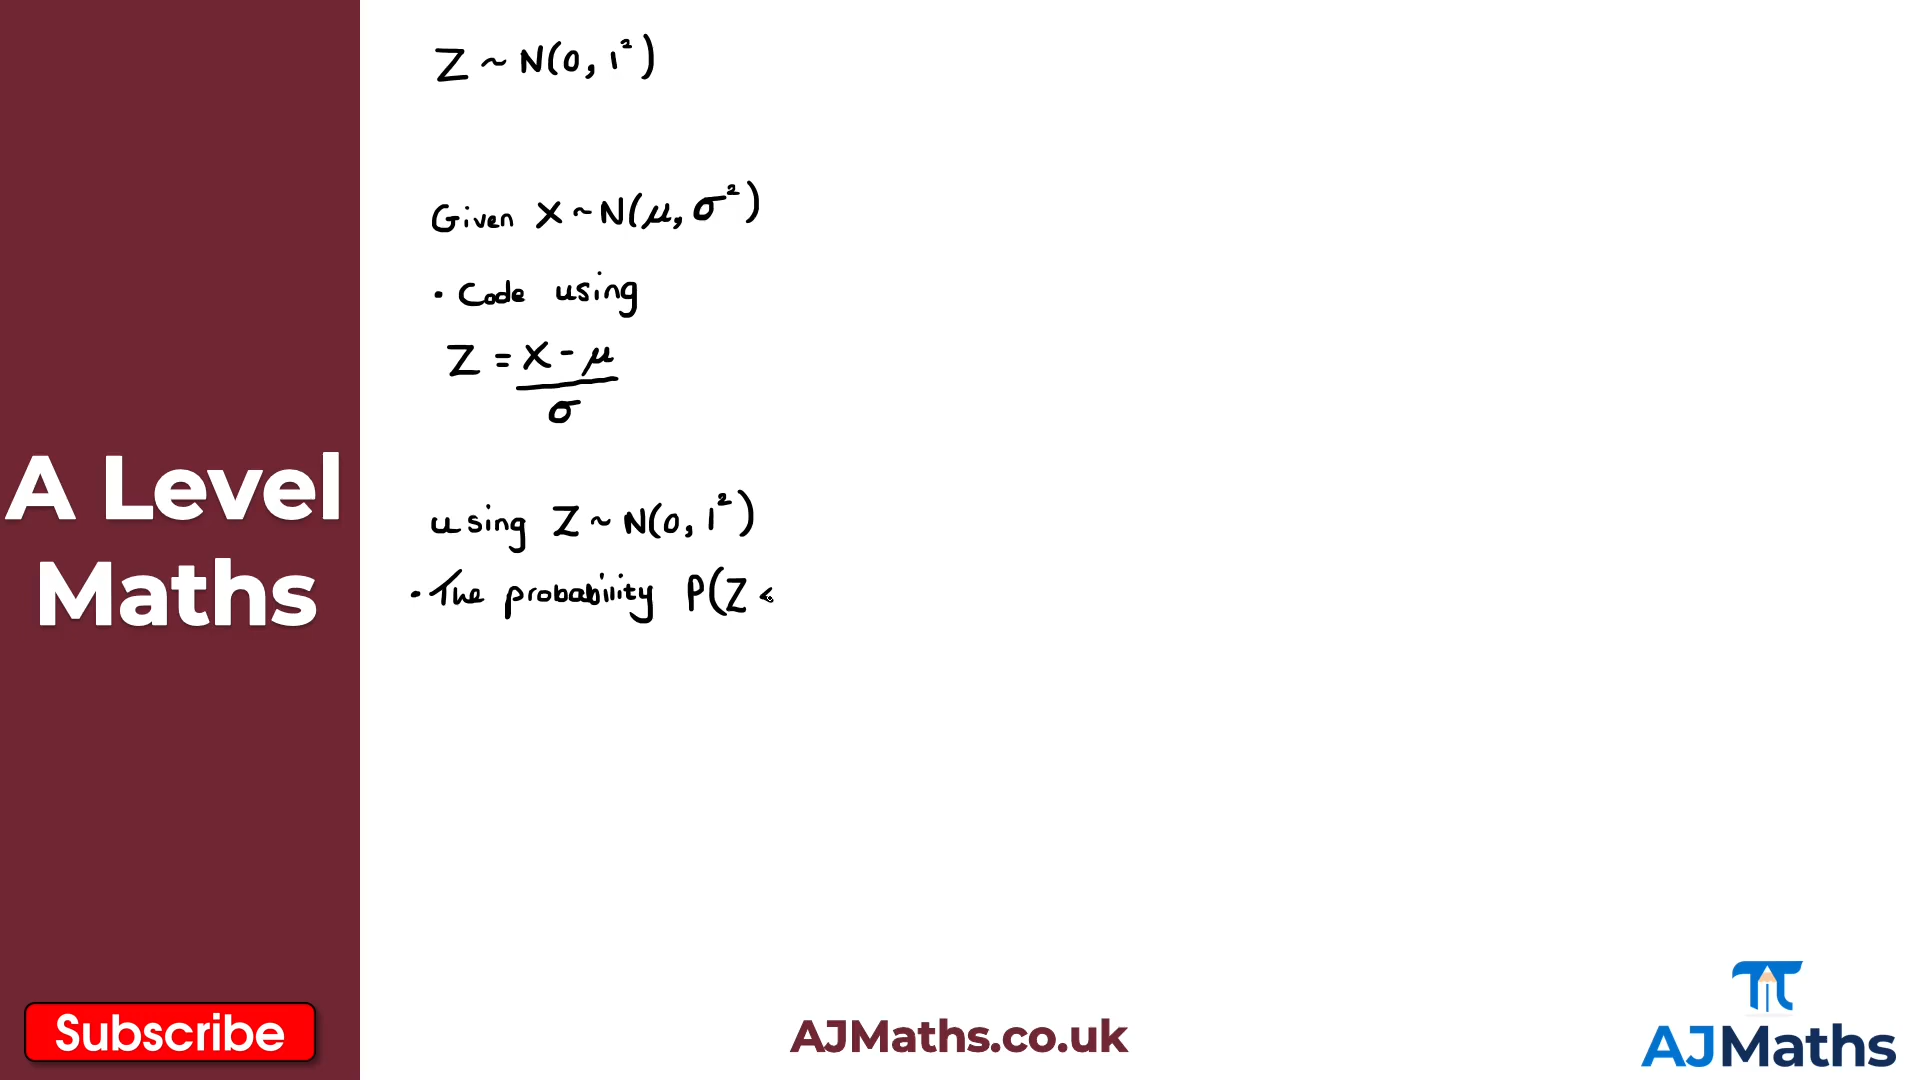 Z ~ N(0, 1²)
Given X ~ N(μ, σ²)
• Code using
Z = X - μ
σ
using Z ~ N(0, 1²)
• The probability P(Z <
A Level
Maths
Subscribe
AJMaths.co.uk
AJMaths